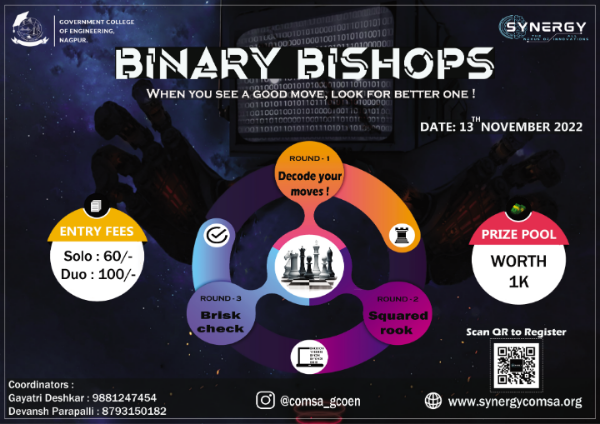 GOVERNMENT COLLEGE
OF ENGINEERING,
NAGPUR.
SYNERGY
BINARY BISHOPS
WHEN YOU SEE A GOOD MOVE, LOOK FOR BETTER ONE !
DATE: 13TH NOVEMBER 2022
ROUND - 1
Decode your
moves !
ENTRY FEES
Solo : 60/-
Duo : 100/-
PRIZE POOL
WORTH
1K
ROUND - 3
Brisk
check
ROUND - 2
Squared
rook
Scan QR to Register
Coordinators :
Gayatri Deshkar : 9881247454
Devansh Parapalli : 8793150182
@comsa_gcoen
www.synergycomsa.org